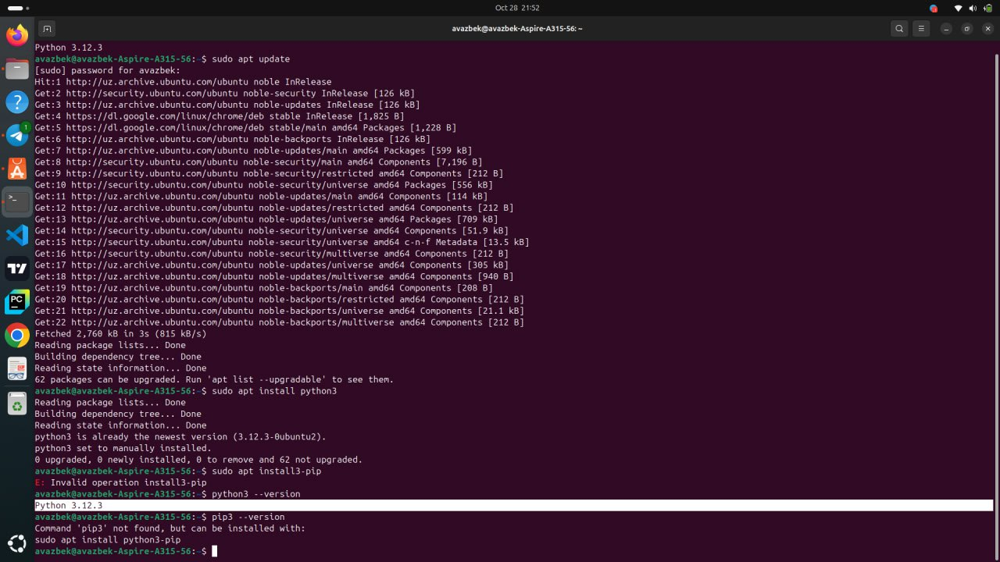 Oct 28 21:52
avazbek@avazbek-Aspire-A315-56: ~
Python 3.12.3
avazbek@avazbek-Aspire-A315-56:~$ sudo apt update
[sudo] password for avazbek:
Hit:1 http://uz.archive.ubuntu.com/ubuntu noble InRelease
Get:2 http://security.ubuntu.com/ubuntu noble-security InRelease [126 kB]
Get:3 http://uz.archive.ubuntu.com/ubuntu noble-updates InRelease [126 kB]
Get:4 https://dl.google.com/linux/chrome/deb stable InRelease [1,825 B]
Get:5 https://dl.google.com/linux/chrome/deb stable/main amd64 Packages [1,228 B]
Get:6 http://uz.archive.ubuntu.com/ubuntu noble-backports InRelease [126 kB]
Get:7 http://uz.archive.ubuntu.com/ubuntu noble-updates/main amd64 Packages [599 kB]
Get:8 http://security.ubuntu.com/ubuntu noble-security/main amd64 Components [7,196 B]
Get:9 http://security.ubuntu.com/ubuntu noble-security/restricted amd64 Components [212 B]
Get:10 http://security.ubuntu.com/ubuntu noble-security/universe amd64 Packages [556 kB]
Get:11 http://uz.archive.ubuntu.com/ubuntu noble-updates/main amd64 Components [114 kB]
Get:12 http://uz.archive.ubuntu.com/ubuntu noble-updates/restricted amd64 Components [212 B]
Get:13 http://uz.archive.ubuntu.com/ubuntu noble-updates/universe amd64 Packages [709 kB]
Get:14 http://security.ubuntu.com/ubuntu noble-security/universe amd64 Components [51.9 kB]
Get:15 http://security.ubuntu.com/ubuntu noble-security/universe amd64 c-n-f Metadata [13.5 kB]
Get:16 http://security.ubuntu.com/ubuntu noble-security/multiverse amd64 Components [212 B]
Get:17 http://uz.archive.ubuntu.com/ubuntu noble-updates/universe amd64 Components [305 kB]
Get:18 http://uz.archive.ubuntu.com/ubuntu noble-updates/multiverse amd64 Components [940 B]
Get:19 http://uz.archive.ubuntu.com/ubuntu noble-backports/main amd64 Components [208 B]
Get:20 http://uz.archive.ubuntu.com/ubuntu noble-backports/restricted amd64 Components [212 B]
Get:21 http://uz.archive.ubuntu.com/ubuntu noble-backports/universe amd64 Components [21.1 kB]
Get:22 http://uz.archive.ubuntu.com/ubuntu noble-backports/multiverse amd64 Components [212 B]
Fetched 2,760 kB in 3s (815 kB/s)
Reading package lists... Done
Building dependency tree... Done
Reading state information... Done
62 packages can be upgraded. Run 'apt list --upgradable' to see them.
avazbek@avazbek-Aspire-A315-56:~$ sudo apt install python3
Reading package lists... Done
Building dependency tree... Done
Reading state information... Done
python3 is already the newest version (3.12.3-0ubuntu2).
python3 set to manually installed.
0 upgraded, 0 newly installed, 0 to remove and 62 not upgraded.
avazbek@avazbek-Aspire-A315-56:~$ sudo apt install3-pip
E: Invalid operation install3-pip
avazbek@avazbek-Aspire-A315-56:~$ python3 --version
Python 3.12.3
avazbek@avazbek-Aspire-A315-56:~$ pip3 --version
Command 'pip3' not found, but can be installed with:
sudo apt install python3-pip
avazbek@avazbek-Aspire-A315-56:~$
1
>_
PC